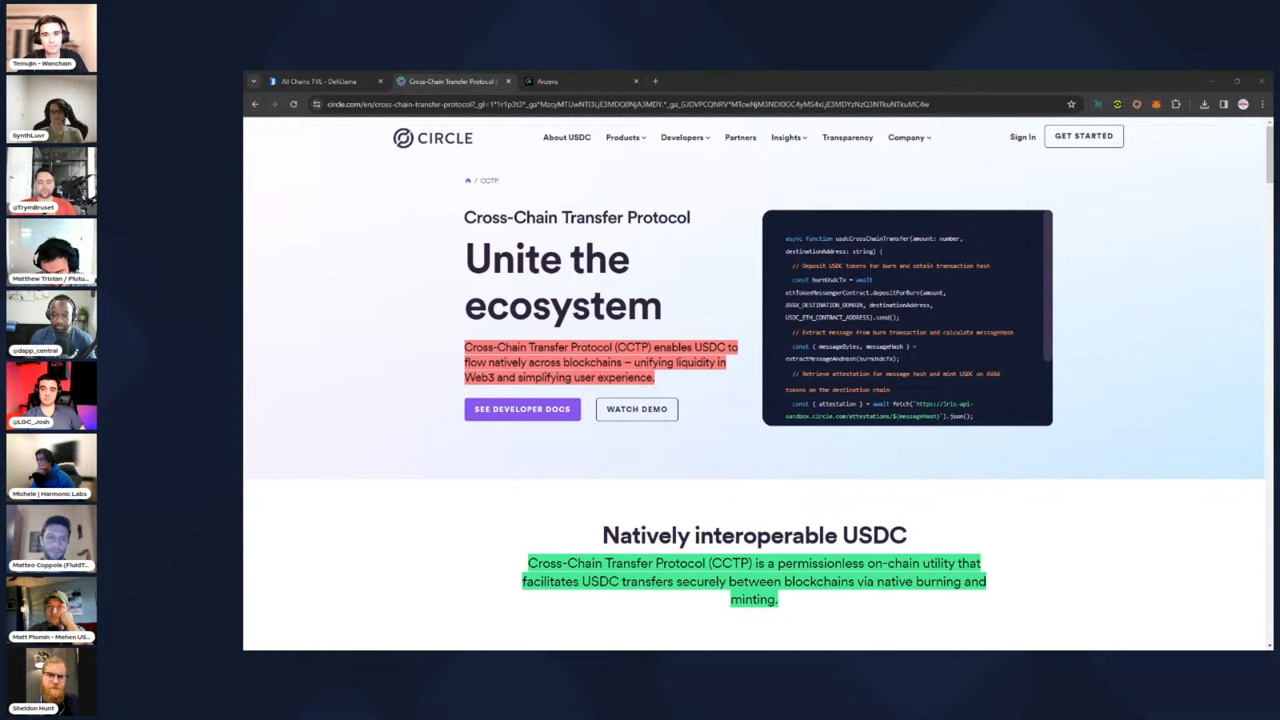 Temujin - Wanchain
SynthLuvr
@TrymBruset
Matthew Tristan / Plutu...
@dapp_central
@LGC_Josh
Michele | Harmonic Labs
Matteo Coppola (FluidT...
Matt Plomin - Mehen US...
Sheldon Hunt
All Chains TVL - DefiLlama
Cross-Chain Transfer Protocol |
Anzens
CIRCLE
About USDC
Products
Developers
Partners
Insights
Transparency
Company
Sign In
GET STARTED
/ CCTP
Cross-Chain Transfer Protocol
Unite the
ecosystem
Cross-Chain Transfer Protocol (CCTP) enables USDC to
flow natively across blockchains – unifying liquidity in
Web3 and simplifying user experience.
SEE DEVELOPER DOCS
WATCH DEMO
async function usdcCrossChainTransfer(amount: number,
destinationAddress: string) {
// Deposit USDC tokens for burn and obtain transaction hash
const burnUsdcTx = await
ethTokenMessengerContract.depositForBurn(amount,
AVAX_DESTINATION_DOMAIN, destinationAddress,
USDC_ETH_CONTRACT_ADDRESS).send();
// Extract message from burn transaction and calculate messageHash
const { messageBytes, messageHash } =
extractMessageAndHash(burnUsdcTx);
// Retrieve attestation for message hash and mint USDC on AVAX
tokens on the destination chain
const { attestation } = await fetch(`https://iris-api-
sandbox.circle.com/attestations/${messageHash}`).json();
Natively interoperable USDC
Cross-Chain Transfer Protocol (CCTP) is a permissionless on-chain utility that
facilitates USDC transfers securely between blockchains via native burning and
minting.